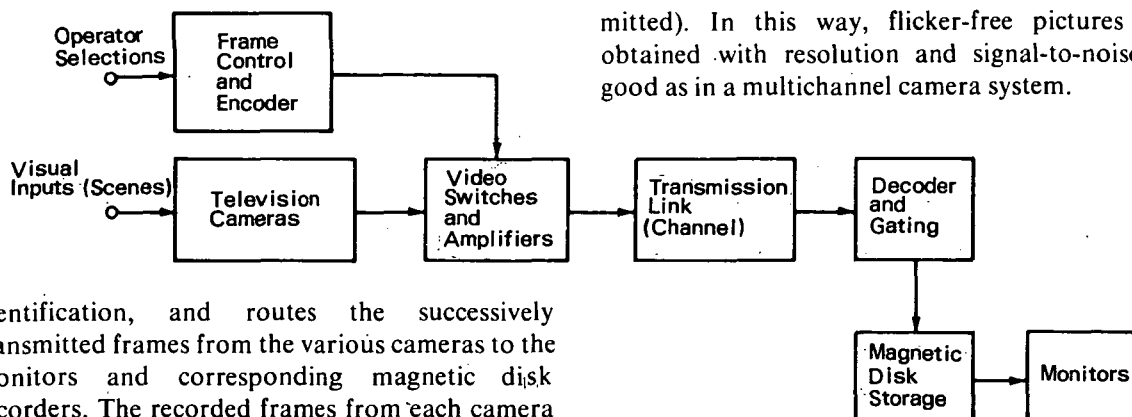 mitted). In this way, flicker-free pictures
obtained with resolution and signal-to-noise
good as in a multichannel camera system.
Operator
Selections
Frame
Control
and
Encoder
Visual
Inputs (Scenes)
Television
Cameras
Video
Switches
and
Amplifiers
Transmission
Link
(Channel)
Decoder
and
Gating
Magnetic
Disk
Storage
Monitors
entification, and routes the successively
ansmitted frames from the various cameras to the
onitors and corresponding magnetic disk
corders. The recorded frames from each camera